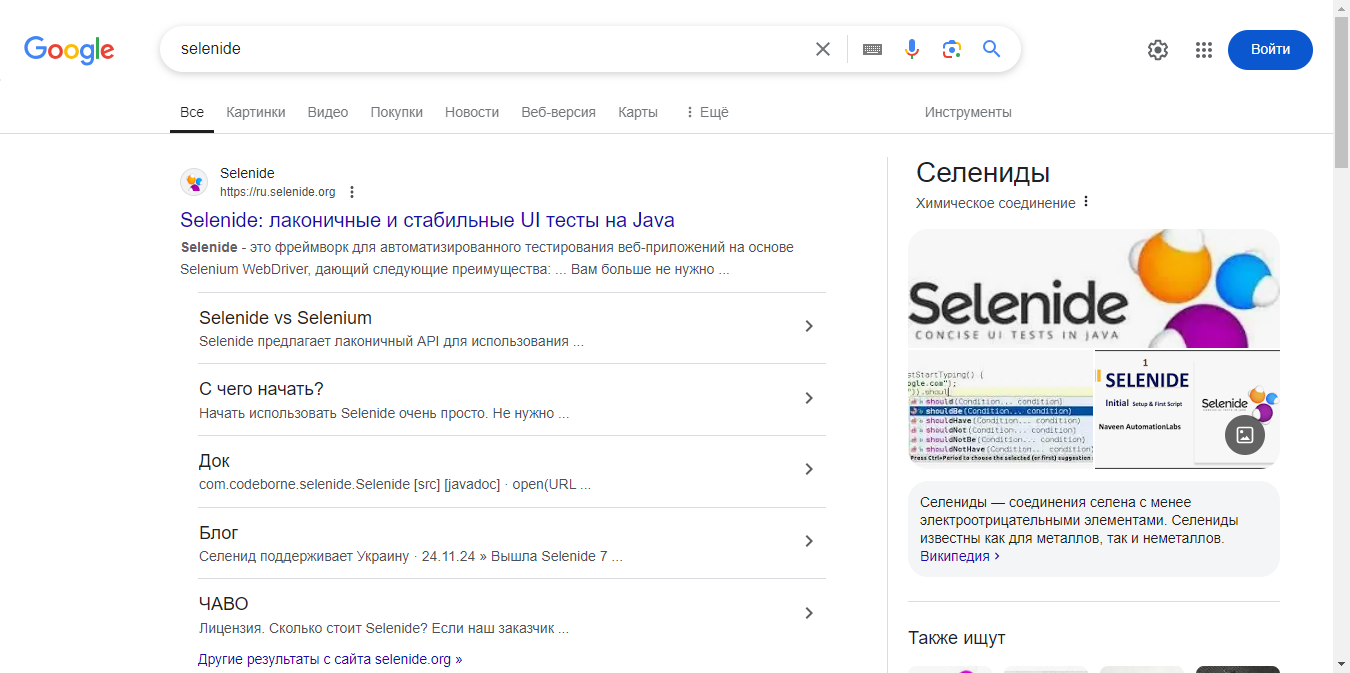 Google
selenide
Войти
Все
Картинки
Видео
Покупки
Новости
Веб-версия
Карты
Ещё
Инструменты
Selenide
https://ru.selenide.org
Selenide: лаконичные и стабильные UI тесты на Java
Selenide - это фреймворк для автоматизированного тестирования веб-приложений на основе
Selenium WebDriver, дающий следующие преимущества: ... Вам больше не нужно ...
Selenide vs Selenium
Selenide предлагает лаконичный API для использования ...
С чего начать?
Начать использовать Selenide очень просто. Не нужно ...
Док
com.codeborne.selenide.Selenide [src] [javadoc] · open(URL ...
Блог
Селенид поддерживает Украину · 24.11.24 » Вышла Selenide 7 ...
ЧАВО
Лицензия. Сколько стоит Selenide? Если наш заказчик ...
Другие результаты с сайта selenide.org »
Селениды
Химическое соединение
Selenide
CONCISE UI TESTS IN JAVA
stStartTyping() {
ogle.com");
")).shoul
should(Condition... condition)
shouldBe(Condition... condition)
shouldHave(Condition... condition)
shouldNot(Condition... condition)
shouldNotBe(Condition... condition)
shouldNotHave(Condition... condition)
Press Ctrl+Period to choose the selected (or first) suggestion
1
SELENIDE
Initial Setup & First Script
Naveen AutomationLabs
Selenide
Селениды — соединения селена с менее
электроотрицательными элементами. Селениды
известны как для металлов, так и неметаллов.
Википедия
Также ищут